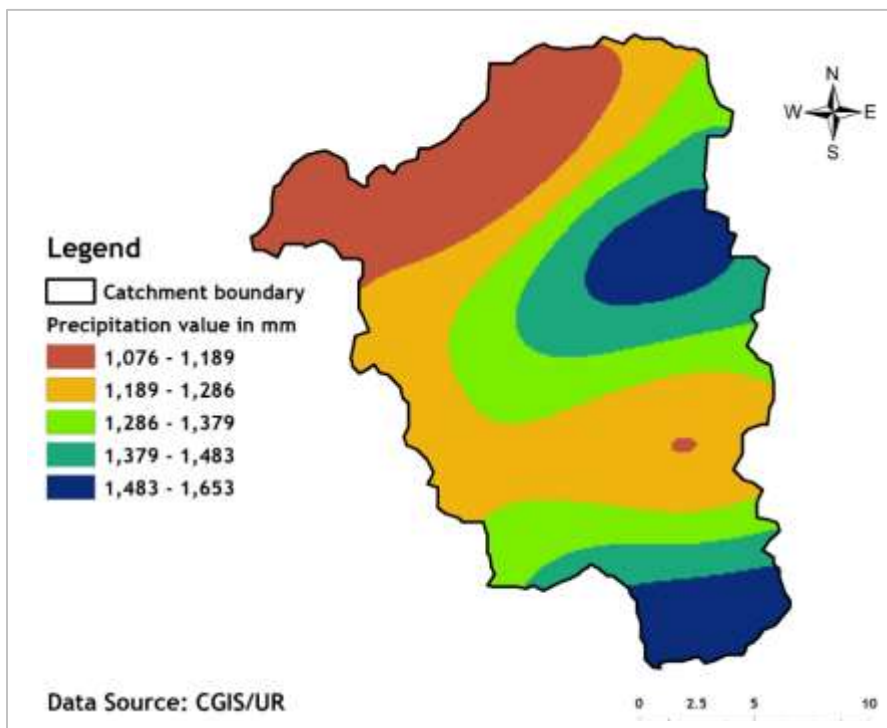 N
W E
S
Legend
Catchment boundary
Precipitation value in mm
1,076 - 1,189
1,189 - 1,286
1,286 - 1,379
1,379 - 1,483
1,483 - 1,653
Data Source: CGIS/UR
0 2.5 5 10